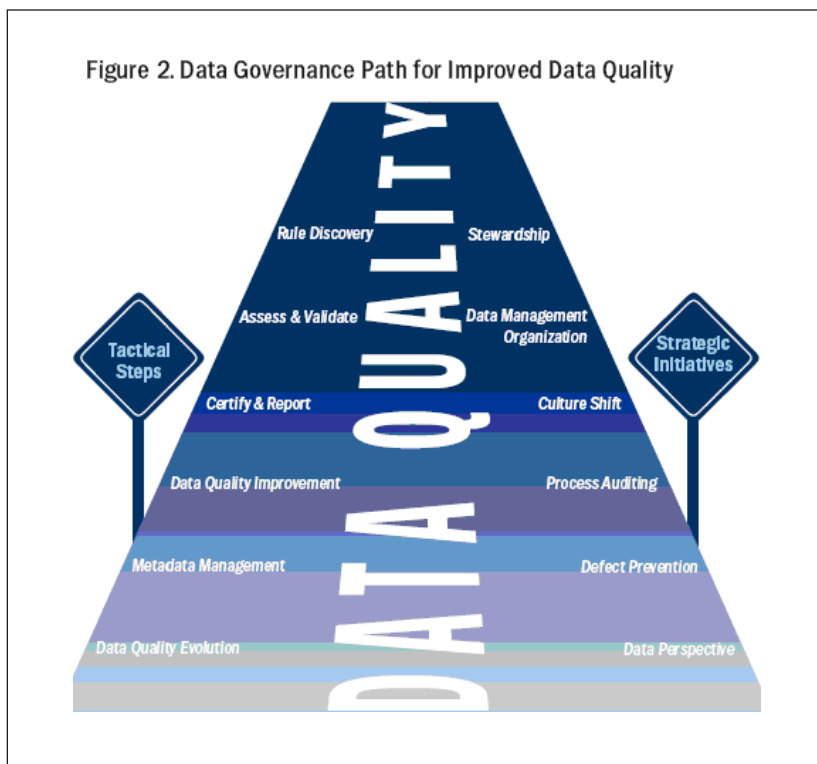 Figure 2. Data Governance Path for Improved Data Quality
DATA QUALITY
Rule Discovery
Stewardship
Assess & Validate
Data Management
Organization
Tactical
Steps
Strategic
Initiatives
Certify & Report
Culture Shift
Data Quality Improvement
Process Auditing
Metadata Management
Defect Prevention
Data Quality Evolution
Data Perspective